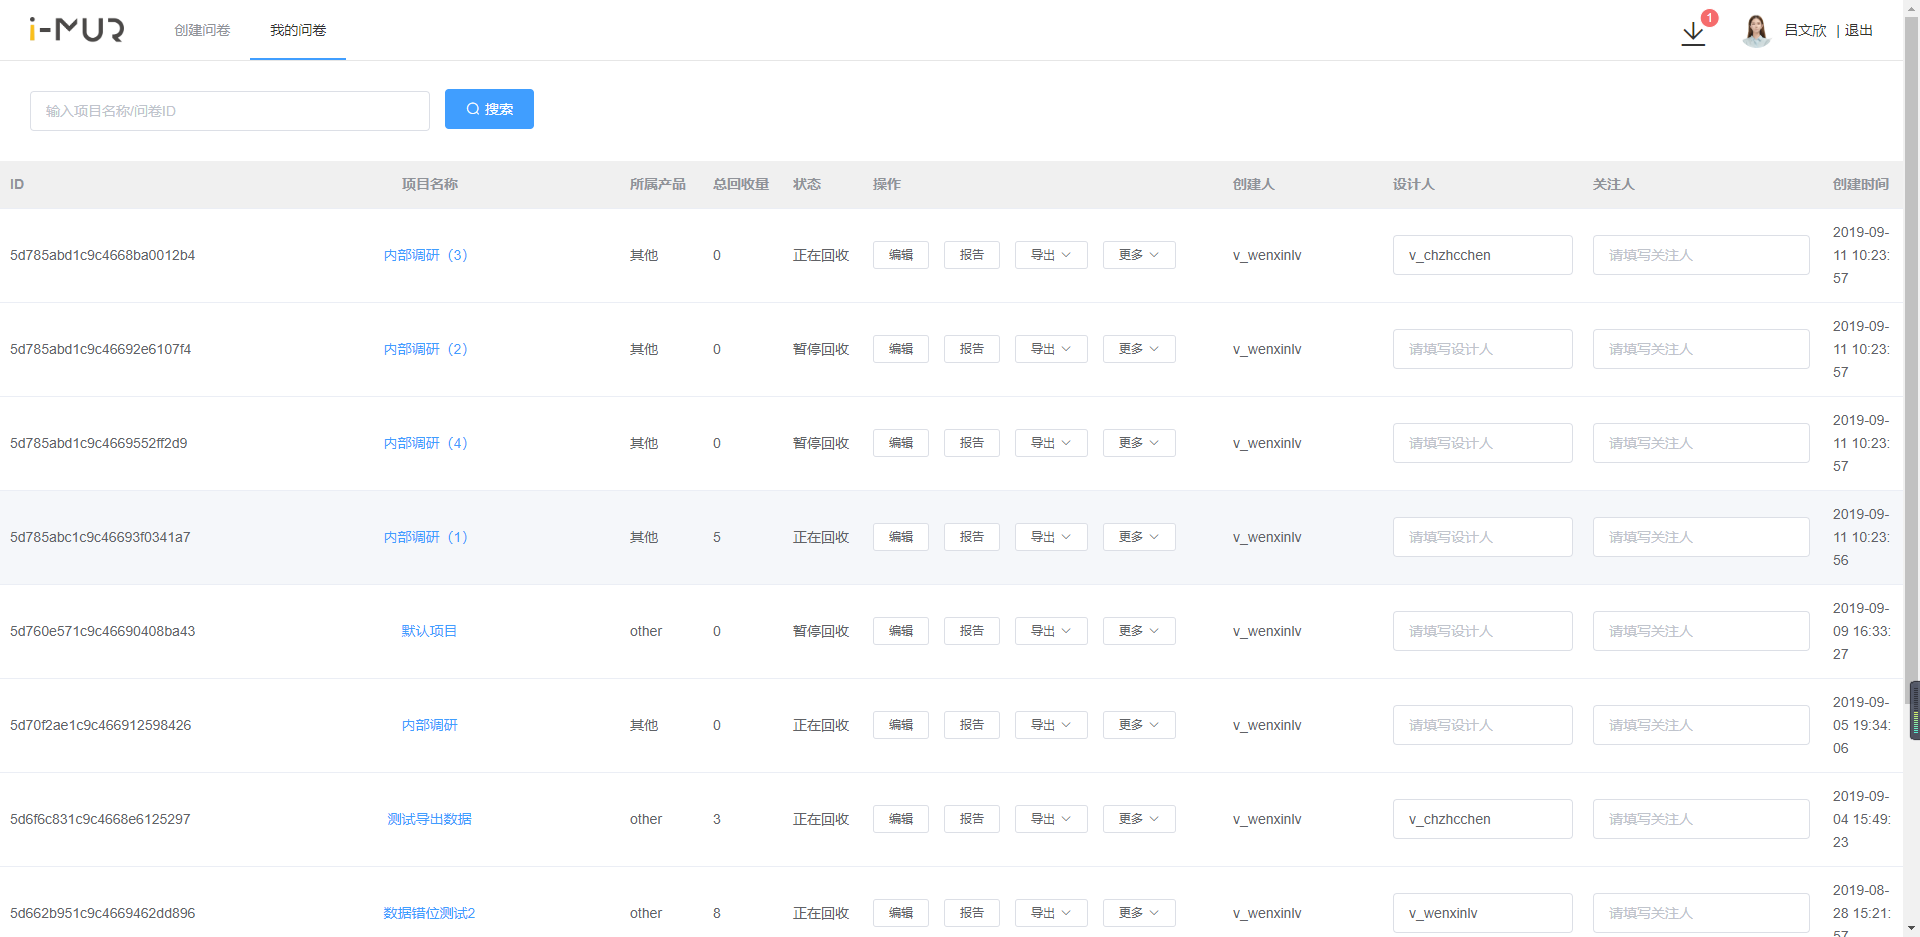 i-MUR 创建问卷 我的问卷 1 吕文欣 | 退出
输入项目名称/问卷ID 搜索
ID 项目名称 所属产品 总回收量 状态 操作 创建人 设计人 关注人 创建时间
5d785abd1c9c4668ba0012b4 内部调研（3） 其他 0 正在回收 编辑 报告 导出 更多 v_wenxinlv v_chzhcchen 请填写关注人 2019-09-
11 10:23:
57
5d785abd1c9c46692e6107f4 内部调研（2） 其他 0 暂停回收 编辑 报告 导出 更多 v_wenxinlv 请填写设计人 请填写关注人 2019-09-
11 10:23:
57
5d785abd1c9c4669552ff2d9 内部调研（4） 其他 0 暂停回收 编辑 报告 导出 更多 v_wenxinlv 请填写设计人 请填写关注人 2019-09-
11 10:23:
57
5d785abc1c9c46693f0341a7 内部调研（1） 其他 5 正在回收 编辑 报告 导出 更多 v_wenxinlv 请填写设计人 请填写关注人 2019-09-
11 10:23:
56
5d760e571c9c46690408ba43 默认项目 other 0 暂停回收 编辑 报告 导出 更多 v_wenxinlv 请填写设计人 请填写关注人 2019-09-
09 16:33:
27
5d70f2ae1c9c466912598426 内部调研 其他 0 正在回收 编辑 报告 导出 更多 v_wenxinlv 请填写设计人 请填写关注人 2019-09-
05 19:34:
06
5d6f6c831c9c4668e6125297 测试导出数据 other 3 正在回收 编辑 报告 导出 更多 v_wenxinlv v_chzhcchen 请填写关注人 2019-09-
04 15:49:
23
5d662b951c9c4669462dd896 数据错位测试2 other 8 正在回收 编辑 报告 导出 更多 v_wenxinlv v_wenxinlv 请填写关注人 2019-08-
28 15:21:
57